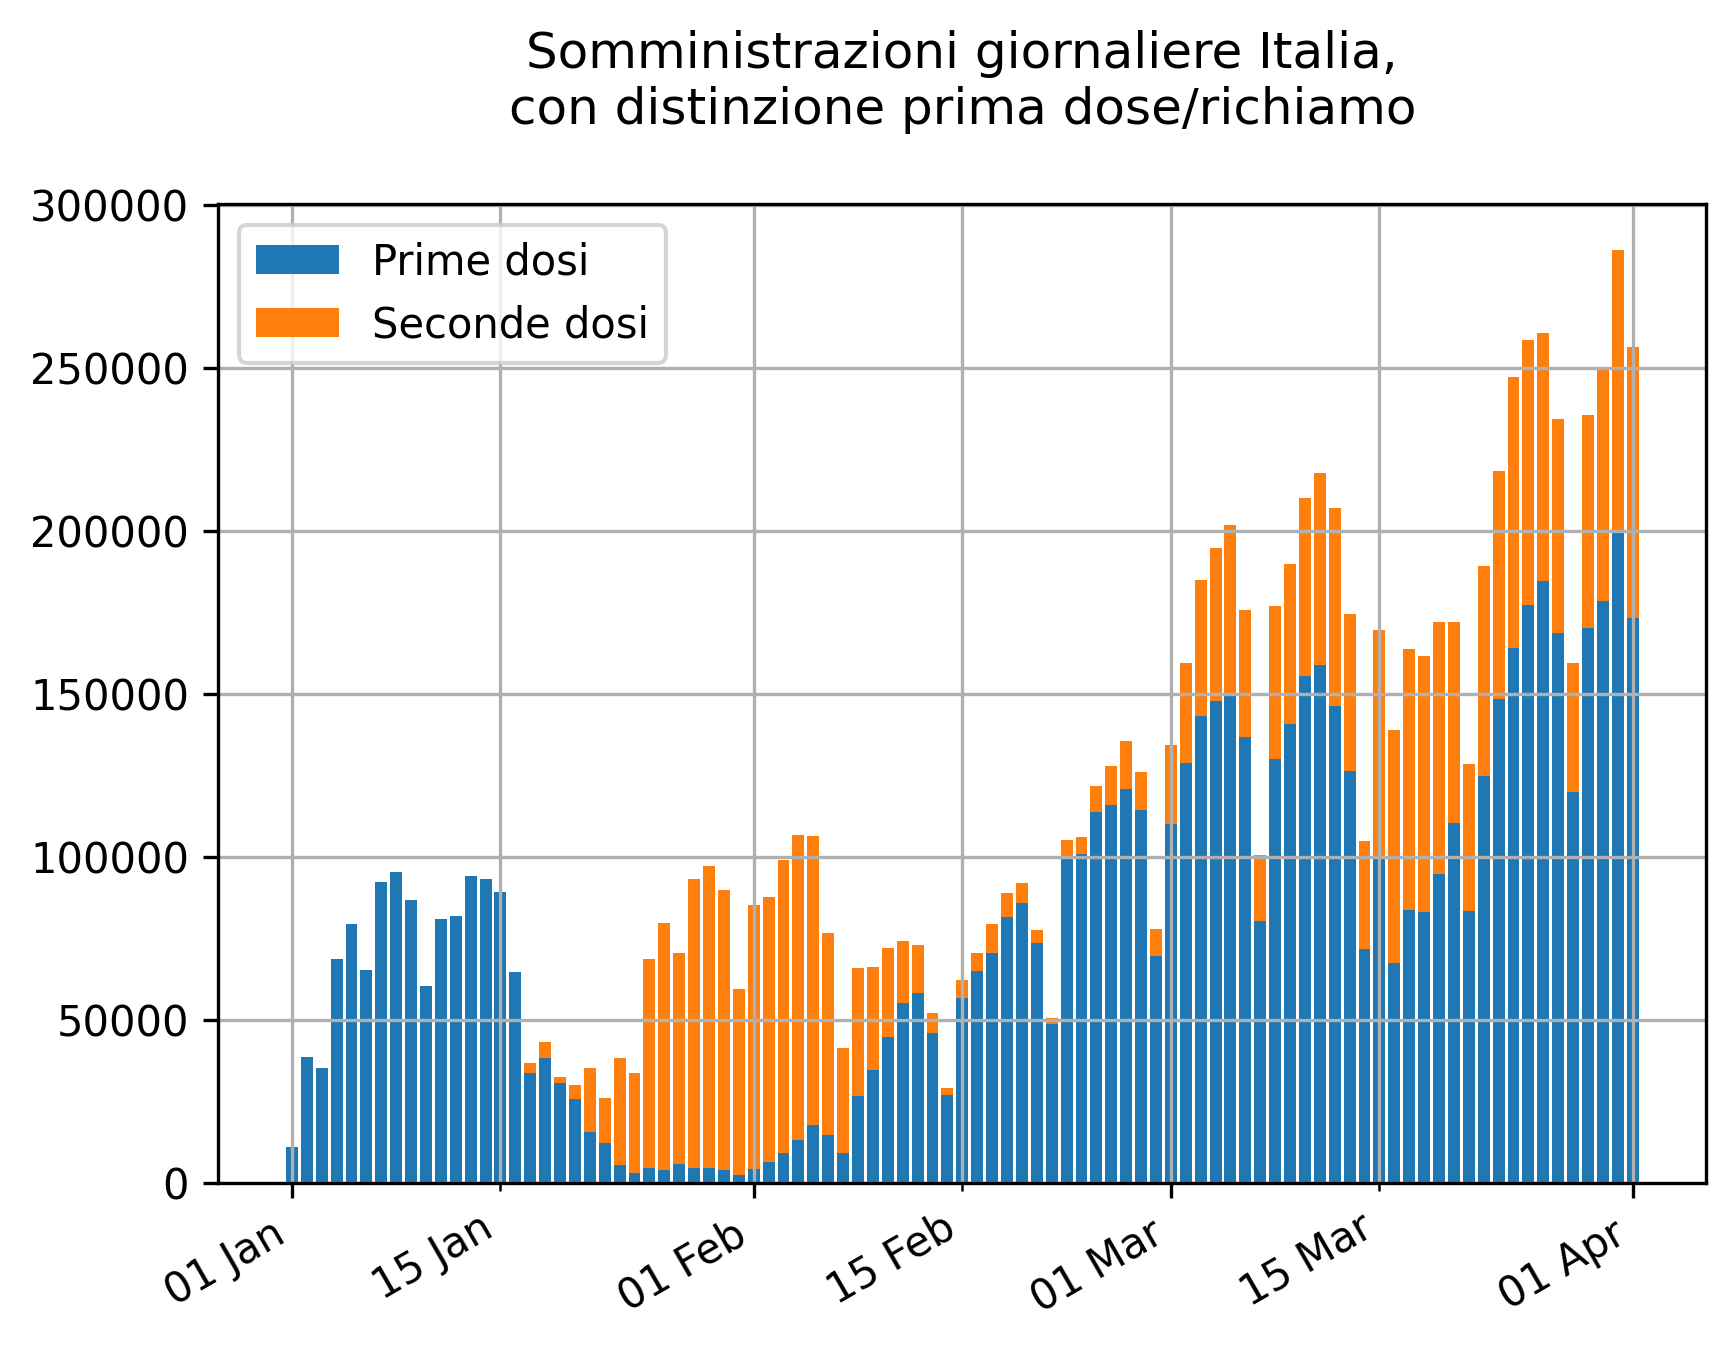 Somministrazioni giornaliere Italia,
con distinzione prima dose/richiamo
300000
250000
200000
150000
100000
50000
0
Prime dosi
Seconde dosi
01 Jan
15 Jan
01 Feb
15 Feb
01 Mar
15 Mar
01 Apr